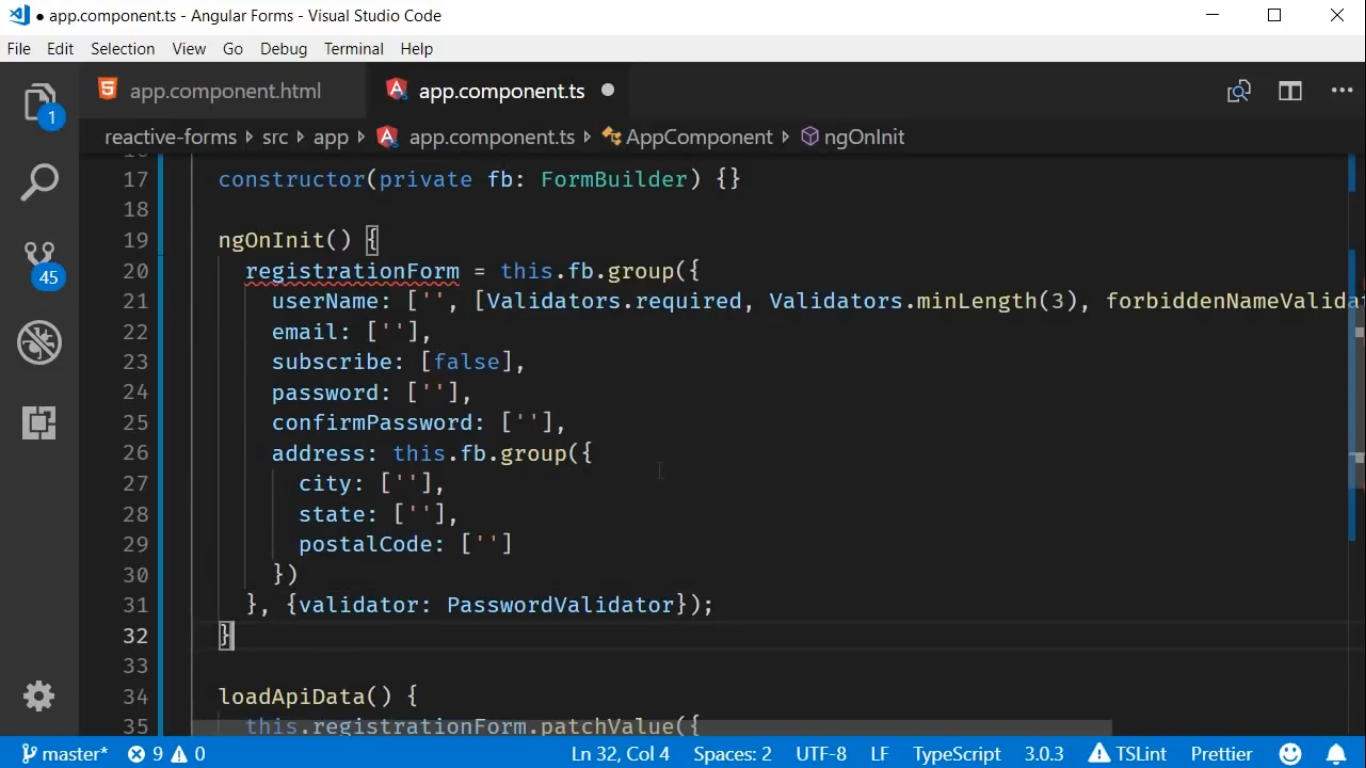 ● app.component.ts - Angular Forms - Visual Studio Code
File Edit Selection View Go Debug Terminal Help
app.component.html app.component.ts ●
1
reactive-forms src app app.component.ts AppComponent ngOnInit
17 constructor(private fb: FormBuilder) {}
18
19 ngOnInit() {
20 registrationForm = this.fb.group({
21 userName: ['', [Validators.required, Validators.minLength(3),
22 email: [''],
23 subscribe: [false],
24 password: [''],
25 confirmPassword: [''],
26 address: this.fb.group({
27 city: [''],
28 state: [''],
29 postalCode: ['']
30 })
31 }, {validator: PasswordValidator});
32 }
33
34 loadApiData() {
35 this.registrationForm.patchValue({
45
master* 9 0 Ln 32, Col 4 Spaces: 2 UTF-8 LF TypeScript 3.0.3 TSLint Prettier